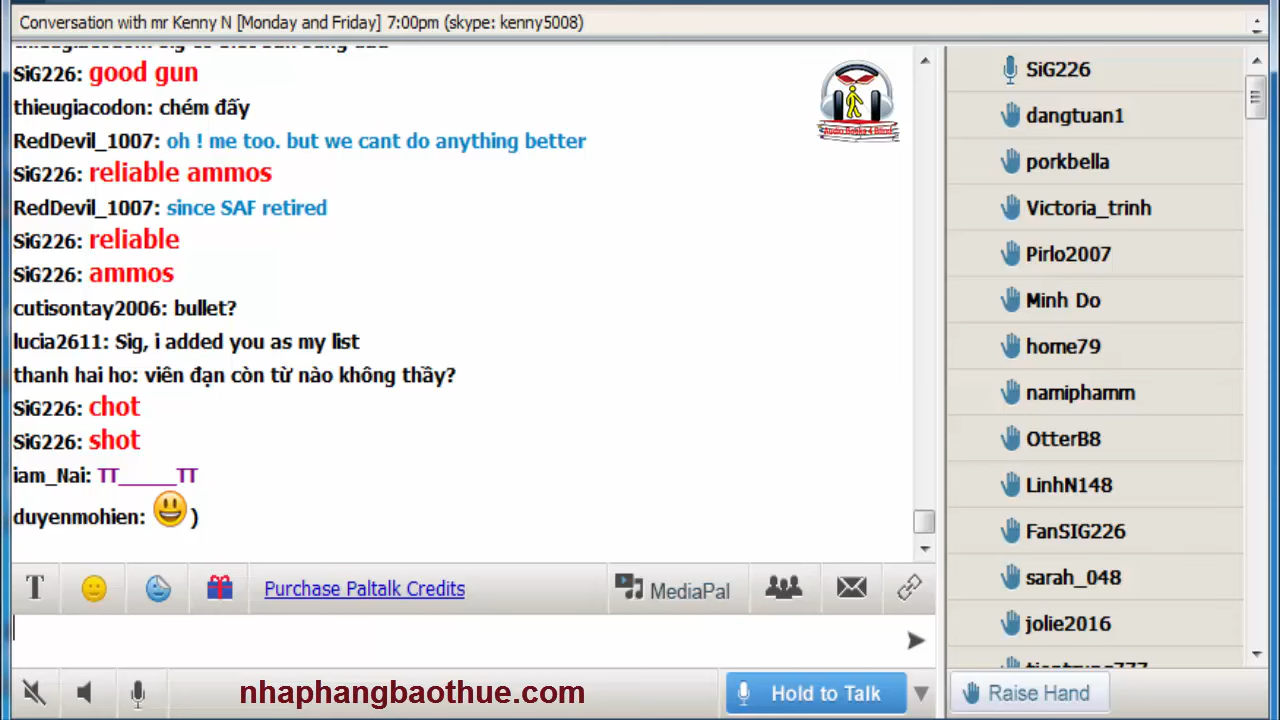 Conversation with mr Kenny N [Monday and Friday] 7:00pm (skype: kenny5008)
SiG226: good gun
thieugiacodon: chém đấy
RedDevil_1007: oh ! me too. but we cant do anything better
SiG226: reliable ammos
RedDevil_1007: since SAF retired
SiG226: reliable
SiG226: ammos
cutisontay2006: bullet?
lucia2611: Sig, i added you as my list
thanh hai ho: viên đạn còn từ nào không thầy?
SiG226: chot
SiG226: shot
iam_Nai: TT_____TT
duyenmohien: )
Audio Books 4 Blind
SiG226
dangtuan1
porkbella
Victoria_trinh
Pirlo2007
Minh Do
home79
namiphamm
OtterB8
LinhN148
FanSIG226
sarah_048
jolie2016
T
Purchase Paltalk Credits
MediaPal
nhaphangbaothue.com
Hold to Talk
Raise Hand